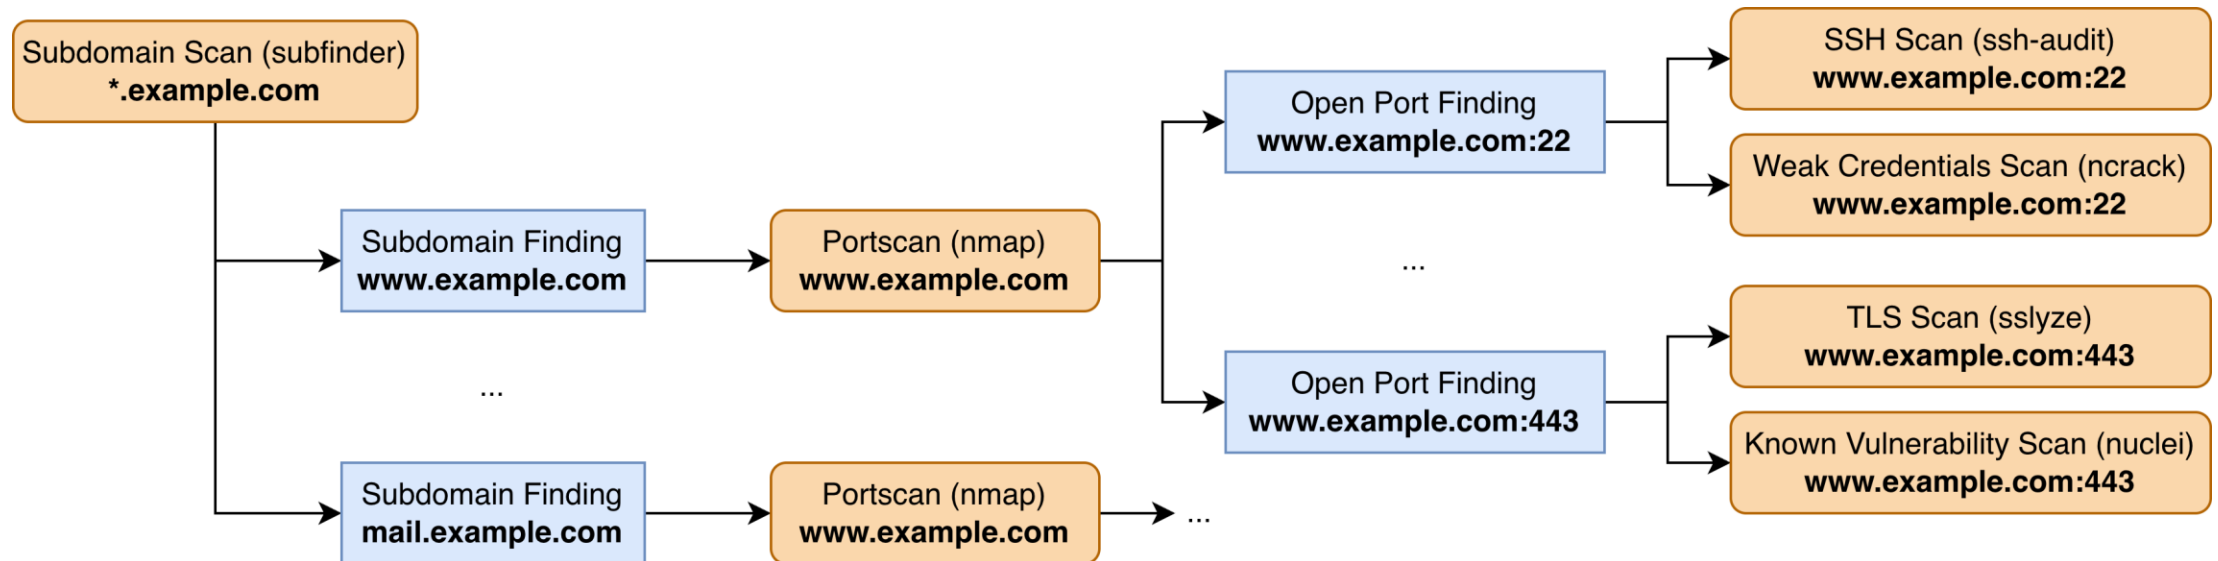 Subdomain Scan (subfinder)
*.example.com
Subdomain Finding
www.example.com
...
Subdomain Finding
mail.example.com
Portscan (nmap)
www.example.com
Portscan (nmap)
www.example.com
...
Open Port Finding
www.example.com:22
...
Open Port Finding
www.example.com:443
SSH Scan (ssh-audit)
www.example.com:22
Weak Credentials Scan (ncrack)
www.example.com:22
TLS Scan (sslyze)
www.example.com:443
Known Vulnerability Scan (nuclei)
www.example.com:443